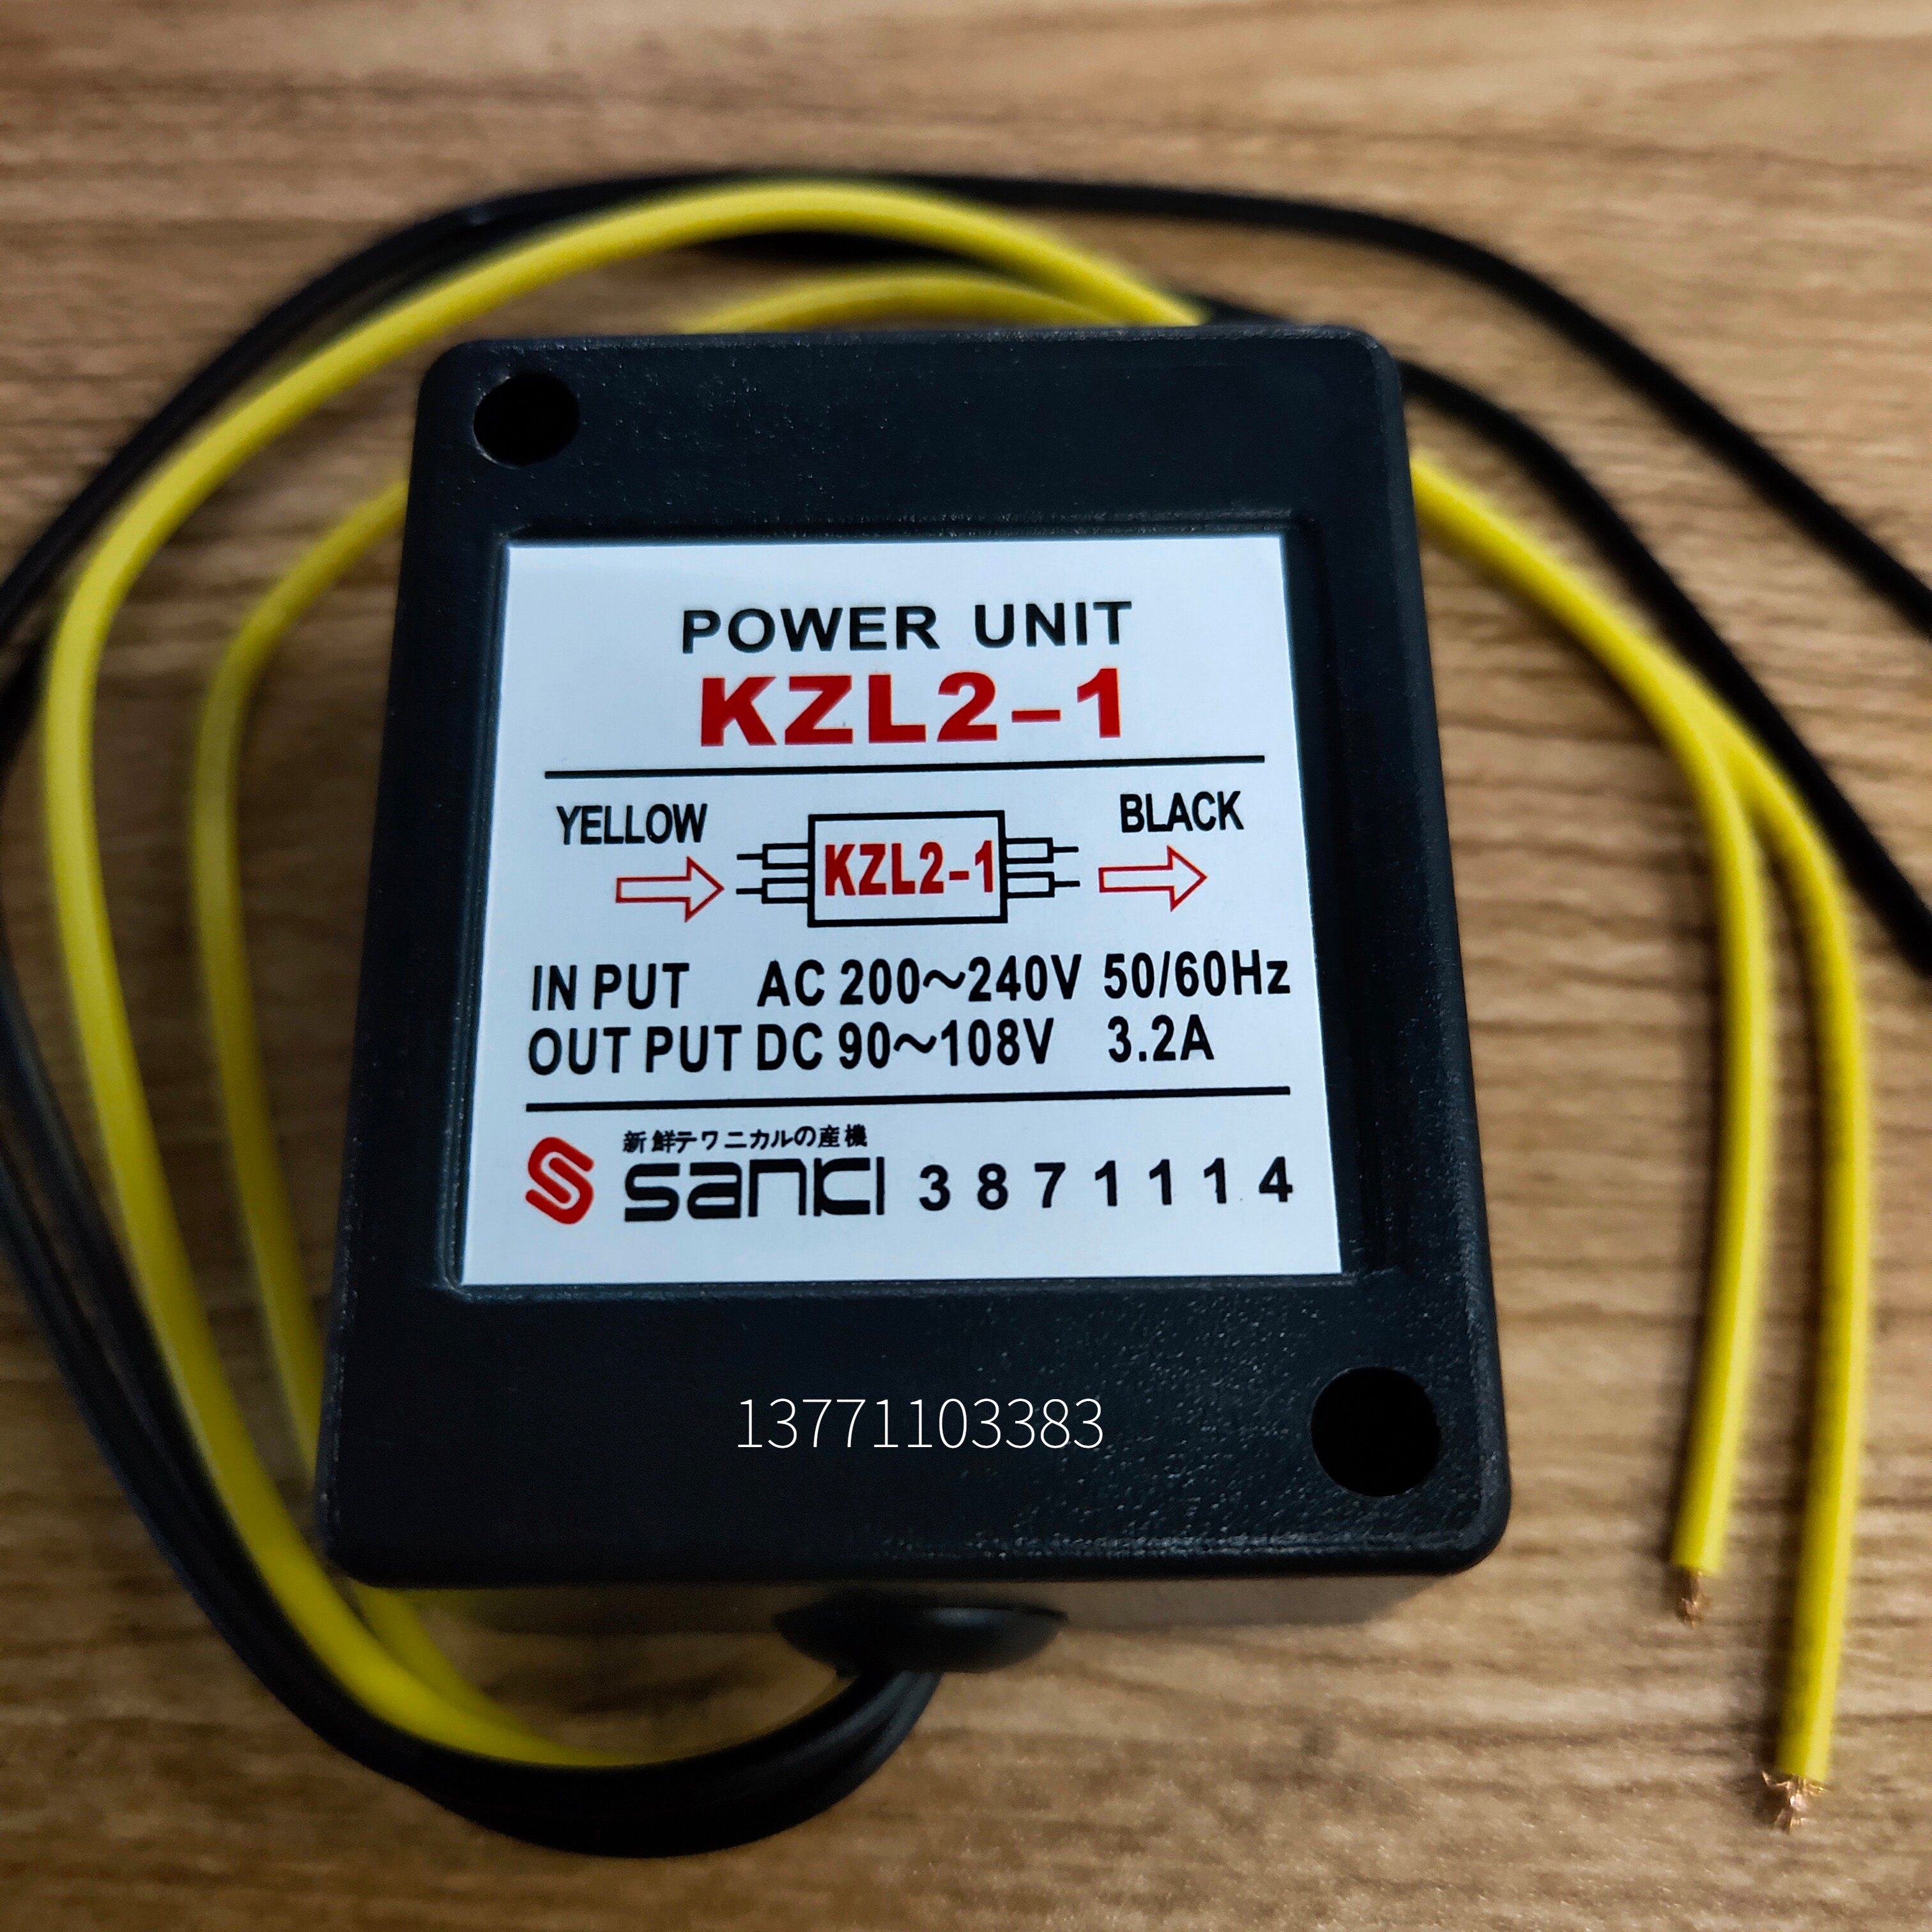 POWER UNIT
KZL2-1
YELLOW
BLACK
KZL2-1
IN PUT AC 200～240V 50/60Hz
OUT PUT DC 90～108V 3.2A
新鮮テワニカルの産機
sanki 3871114
13771103383